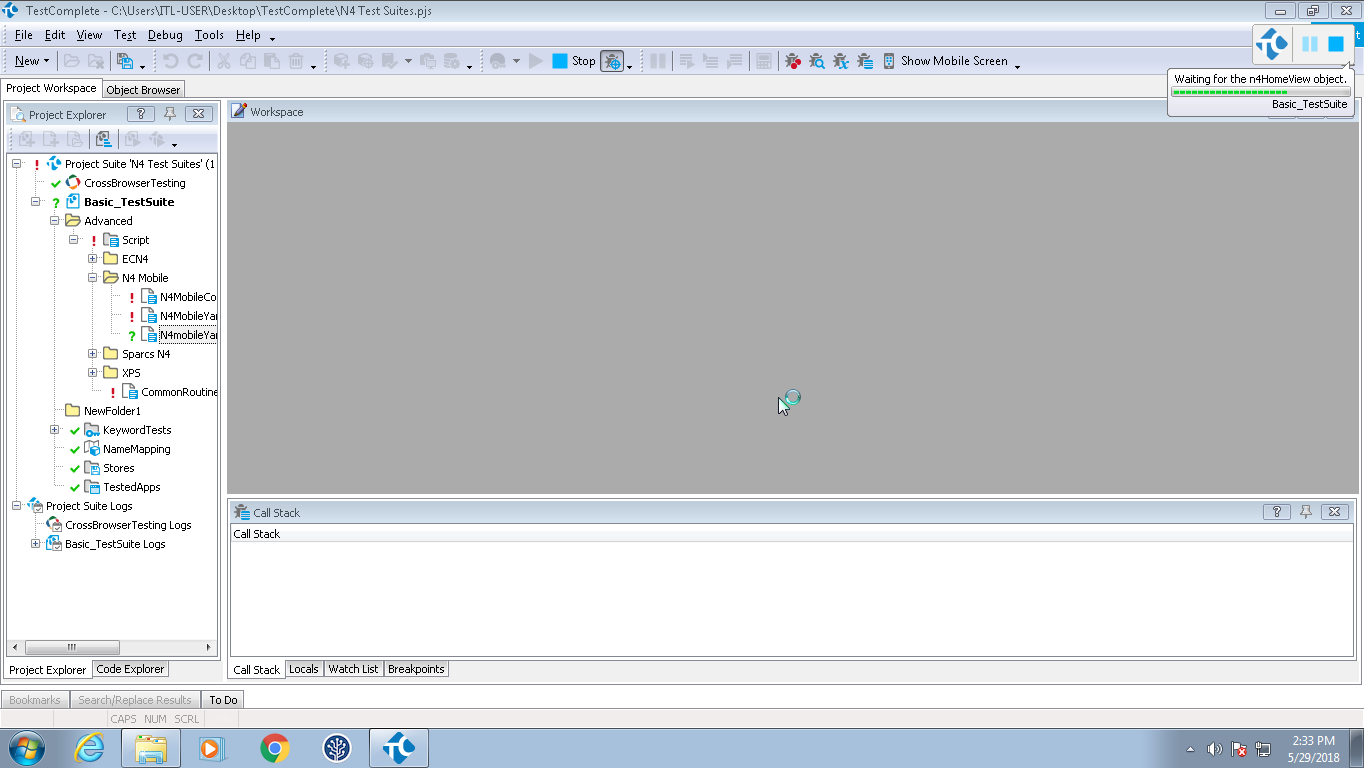 TestComplete - C:\Users\ITL-USER\Desktop\TestComplete\N4 Test Suites.pjs
File Edit View Test Debug Tools Help
New Stop Show Mobile Screen
Waiting for the n4HomeView object.
Basic_TestSuite
Project Workspace Object Browser
Project Explorer
Workspace
Project Suite 'N4 Test Suites' (1
CrossBrowserTesting
Basic_TestSuite
Advanced
Script
ECN4
N4 Mobile
N4MobileCo
N4MobileYar
N4mobileYar
Sparcs N4
XPS
CommonRoutine
NewFolder1
KeywordTests
NameMapping
Stores
TestedApps
Project Suite Logs
CrossBrowserTesting Logs
Basic_TestSuite Logs
Call Stack
Call Stack
Project Explorer Code Explorer
Call Stack Locals Watch List Breakpoints
Bookmarks Search/Replace Results To Do
CAPS NUM SCRL
2:33 PM
5/29/2018